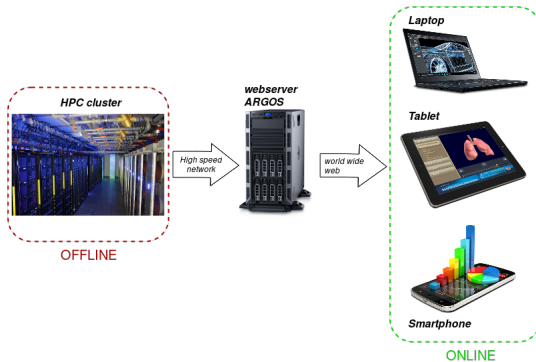 Laptop
HPC cluster
webserver
ARGOS
Tablet
High speed
network
world wide
web
OFFLINE
Smartphone
ONLINE